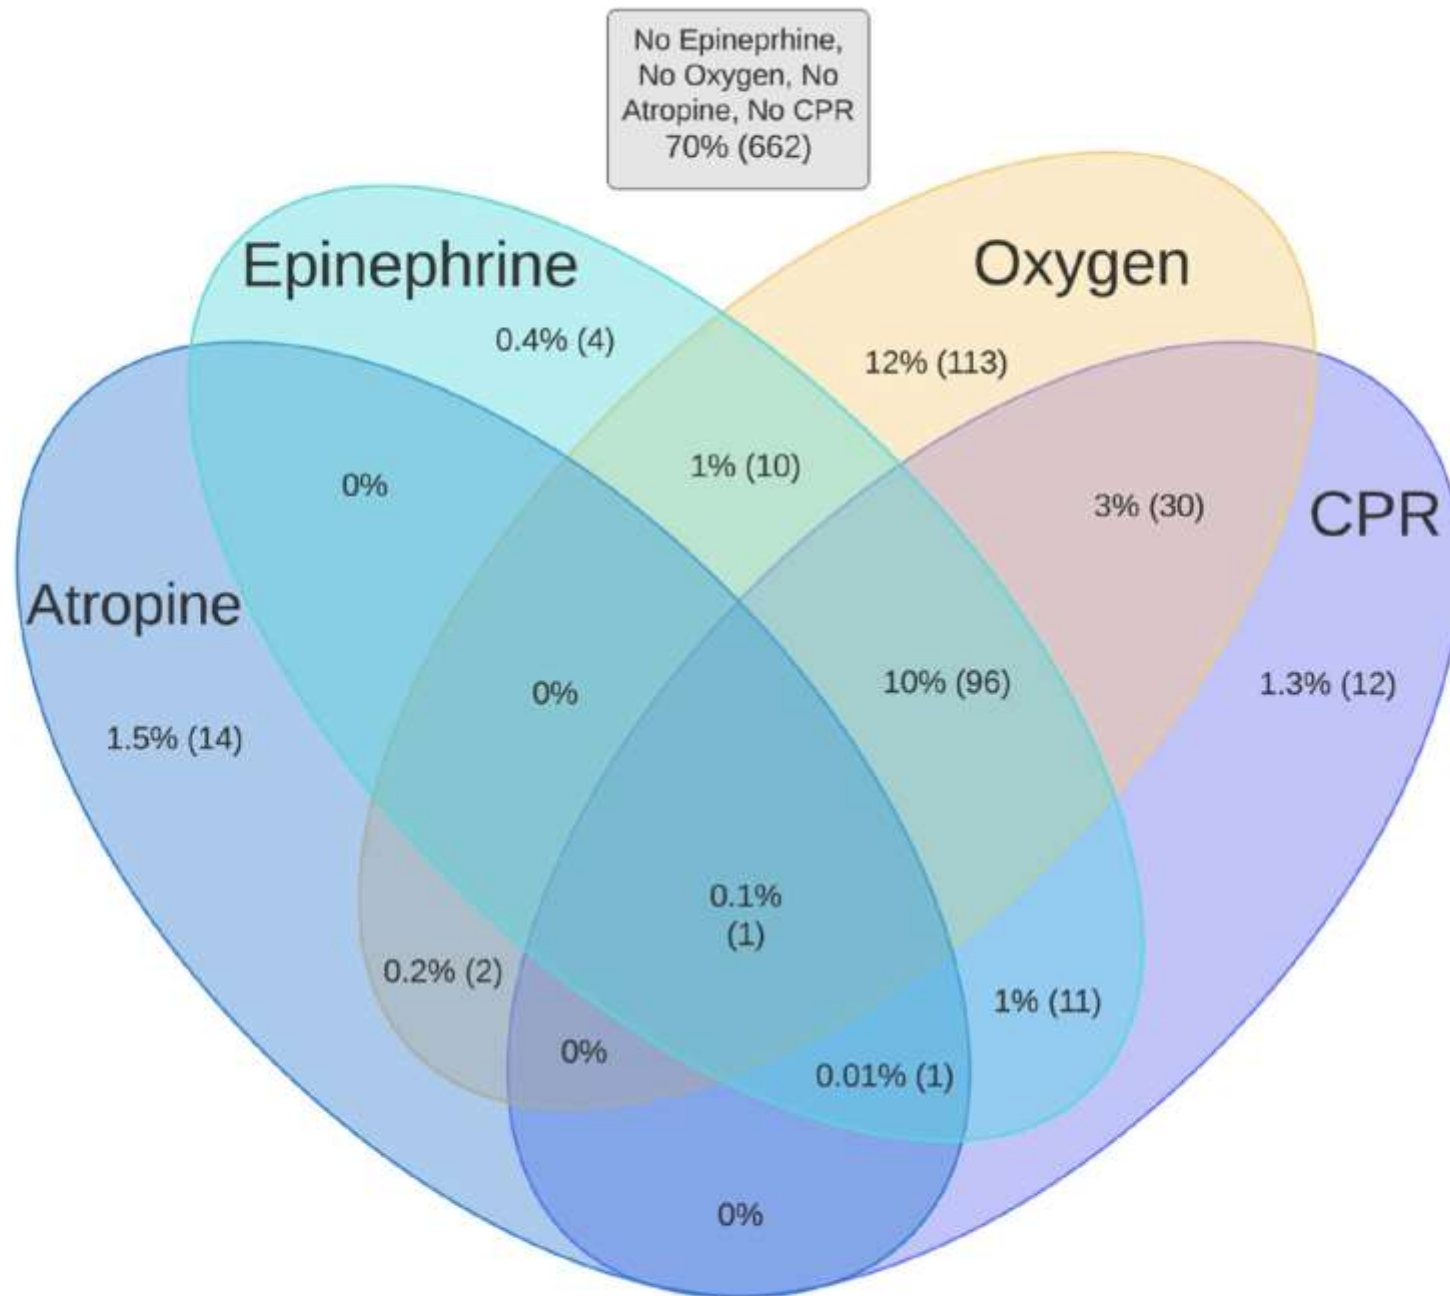 No Epineprhine,
No Oxygen, No
Atropine, No CPR
70% (662)
Epinephrine
Oxygen
0.4% (4)
12% (113)
1% (10)
0%
3% (30)
CPR
Atropine
0%
10% (96)
1.3% (12)
1.5% (14)
0.1%
(1)
0.2% (2)
1% (11)
0%
0.01% (1)
0%